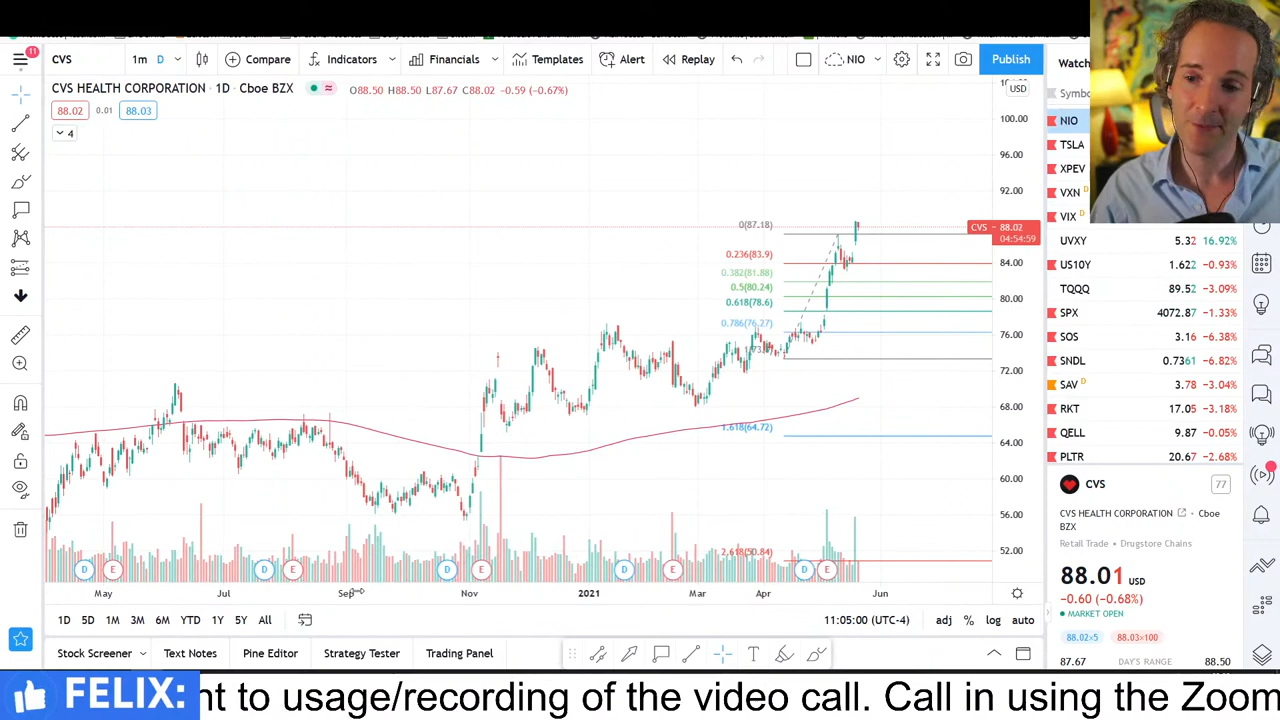 11
CVS
1m
D
Compare
Indicators
Financials
Templates
Alert
Replay
NIO
Publish
Watch
CVS HEALTH CORPORATION · 1D · Cboe BZX
O88.50 H88.50 L87.67 C88.02 −0.59 (−0.67%)
88.02
0.01
88.03
4
USD
100.00
96.00
92.00
84.00
80.00
76.00
72.00
68.00
64.00
60.00
56.00
52.00
CVS
88.02
04:54:59
0(87.18)
0.236(83.9)
0.382(81.88)
0.5(80.24)
0.618(78.6)
0.786(76.27)
1.618(64.72)
2.618(50.84)
D
E
D
E
D
E
D
E
D
E
May
Jul
Sep
Nov
2021
Mar
Apr
Jun
1D
5D
1M
3M
6M
YTD
1Y
5Y
All
11:05:00 (UTC-4)
adj
%
log
auto
Stock Screener
Text Notes
Pine Editor
Strategy Tester
Trading Panel
Symbo
NIO
TSLA
XPEV
VXN D
VIX D
UVXY 5.32 16.92%
US10Y 1.622 −0.93%
TQQQ 89.52 −3.09%
SPX 4072.87 −1.33%
SOS 3.16 −6.38%
SNDL 0.7361 −6.82%
SAV D 3.78 −3.04%
RKT 17.05 −3.18%
QELL 9.87 −0.05%
PLTR 20.67 −2.68%
CVS
77
CVS HEALTH CORPORATION · Cboe
BZX
Retail Trade • Drugstore Chains
88.01 USD
−0.60 (−0.68%)
MARKET OPEN
88.02×5
88.03×100
87.67 DAY'S RANGE 88.50
FELIX:
nt to usage/recording of the video call. Call in using the Zoom